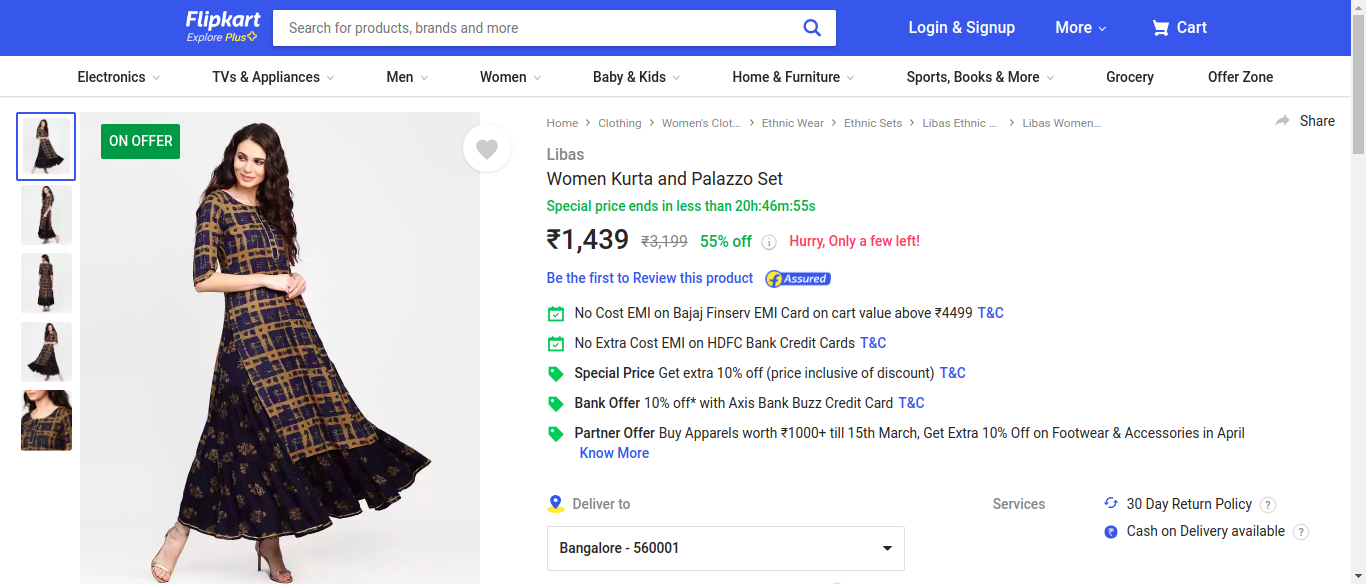 Flipkart
Explore Plus
Search for products, brands and more
Login & Signup
More
Cart
Electronics
TVs & Appliances
Men
Women
Baby & Kids
Home & Furniture
Sports, Books & More
Grocery
Offer Zone
ON OFFER
Home
Clothing
Women's Clot...
Ethnic Wear
Ethnic Sets
Libas Ethnic ...
Libas Women...
Share
Libas
Women Kurta and Palazzo Set
Special price ends in less than 20h:46m:55s
₹1,439 ₹3,199 55% off i Hurry, Only a few left!
Be the first to Review this product f Assured
No Cost EMI on Bajaj Finserv EMI Card on cart value above ₹4499 T&C
No Extra Cost EMI on HDFC Bank Credit Cards T&C
Special Price Get extra 10% off (price inclusive of discount) T&C
Bank Offer 10% off* with Axis Bank Buzz Credit Card T&C
Partner Offer Buy Apparels worth ₹1000+ till 15th March, Get Extra 10% Off on Footwear & Accessories in April
Know More
Deliver to
Bangalore - 560001
Services
30 Day Return Policy ?
₹ Cash on Delivery available ?